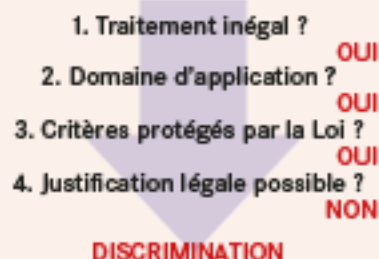 1. Traitement inégal ?
OUI
2. Domaine d'application ?
OUI
3. Critères protégés par la Loi ?
OUI
4. Justification légale possible ?
NON
DISCRIMINATION